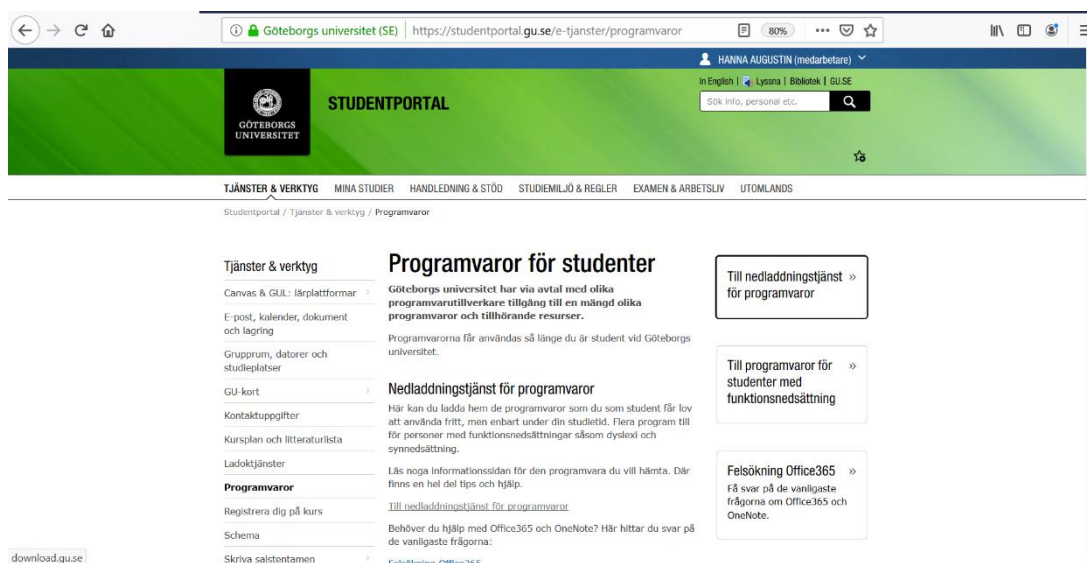 Göteborgs universitet (SE) https://studentportal.gu.se/e-tjanster/programvaror 80%
HANNA AUGUSTIN (medarbetare)
In English | Lyssna | Bibliotek | GU.SE
Sök info, personal etc.
GÖTEBORGS
UNIVERSITET
STUDENTPORTAL
TJÄNSTER & VERKTYG MINA STUDIER HANDLEDNING & STÖD STUDIEMILJÖ & REGLER EXAMEN & ARBETSLIV UTOMLANDS
Studentportal / Tjänster & verktyg / Programvaror
Tjänster & verktyg
Canvas & GUL: lärplattformar
E-post, kalender, dokument
och lagring
Grupprum, datorer och
studieplatser
GU-kort
Kontaktuppgifter
Kursplan och litteraturlista
Ladoktjänster
Programvaror
Registrera dig på kurs
Schema
Skriva salstentamen
Programvaror för studenter
Göteborgs universitet har via avtal med olika
programvarutillverkare tillgång till en mängd olika
programvaror och tillhörande resurser.
Programvarorna får användas så länge du är student vid Göteborgs
universitet.
Nedladdningstjänst för programvaror
Här kan du ladda hem de programvaror som du som student får lov
att använda fritt, men enbart under din studietid. Flera program till
för personer med funktionsnedsättningar såsom dyslexi och
synnedsättning.
Läs noga informationssidan för den programvara du vill hämta. Där
finns en hel del tips och hjälp.
Till nedladdningstjänst för programvaror
Behöver du hjälp med Office365 och OneNote? Här hittar du svar på
de vanligaste frågorna:
Felsökning Office365
Till nedladdningstjänst »
för programvaror
Till programvaror för »
studenter med
funktionsnedsättning
Felsökning Office365 »
Få svar på de vanligaste
frågorna om Office365 och
OneNote.
download.gu.se